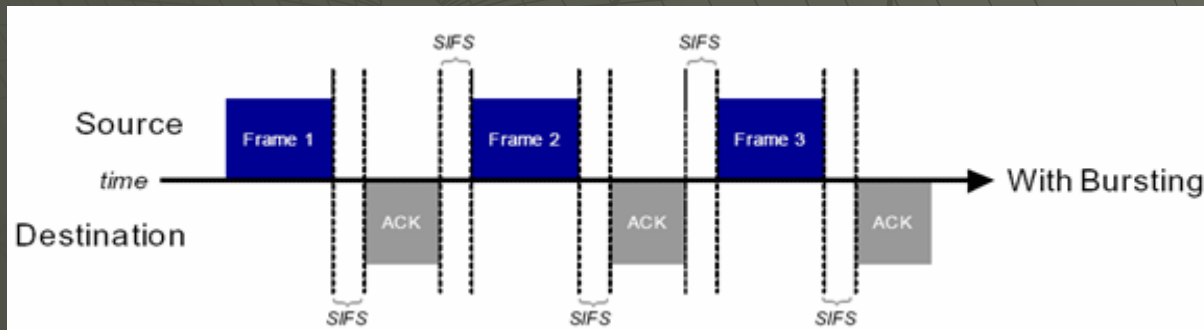 SIFS SIFS
Source Frame 1 Frame 2 Frame 3
time With Bursting
Destination ACK ACK ACK
SIFS SIFS SIFS